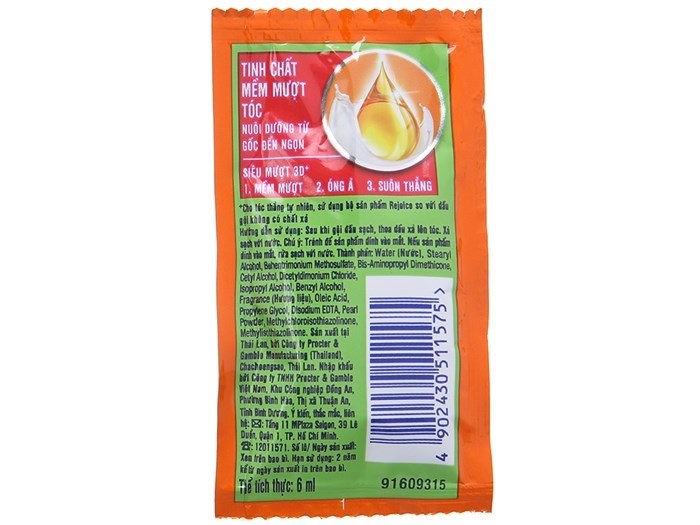 TINH CHẤT
MỀM MƯỢT
TÓC
NUÔI DƯỠNG TỪ
GỐC ĐẾN NGỌN
SIÊU MƯỢT 3D*
1. MỀM MƯỢT 2. ÓNG Ả 3. SUÔN THẲNG
*Cho tóc thẳng tự nhiên, sử dụng bộ sản phẩm Rejoice so với dầu
gội không có chất xả
Hướng dẫn sử dụng: Sau khi gội đầu sạch, thoa dầu xả lên tóc. Xả
sạch với nước. Chú ý: Tránh để sản phẩm dính vào mắt. Nếu sản phẩm
dính vào mắt, rửa sạch với nước. Thành phần: Water (Nước), Stearyl
Alcohol, Behentrimonium Methosulfate, Bis-Aminopropyl Dimethicone,
Cetyl Alcohol, Dicetyldimonium Chloride,
Isopropyl Alcohol, Benzyl Alcohol,
Fragrance (Hương liệu), Oleic Acid,
Propylene Glycol, Disodium EDTA, Pearl
Powder, Methylchloroisothiazolinone,
Methylisothiazolinone. Sản xuất tại
Thái Lan, bởi Công ty Procter &
Gamble Manufacturing (Thailand),
Chachoengsao, Thái Lan. Nhập khẩu
bởi Công ty TNHH Procter & Gamble
Việt Nam, Khu Công nghiệp Đồng An,
Phường Bình Hòa, Thị xã Thuận An,
Tỉnh Bình Dương. Ý kiến, thắc mắc, liên
hệ: ✉: Tầng 11 MPlaza Saigon, 39 Lê
Duẩn, Quận 1, TP. Hồ Chí Minh.
☎: 12011571. Số lô/ Ngày sản xuất:
Xem trên bao bì. Hạn sử dụng: 2 năm
kể từ ngày sản xuất in trên bao bì.
Thể tích thực: 6 ml
4 902430 511575 >
91609315
1